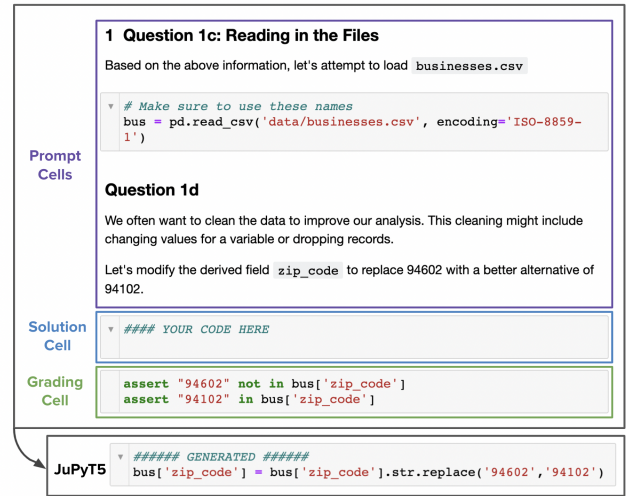 1 Question 1c: Reading in the Files
Based on the above information, let's attempt to load businesses.csv
# Make sure to use these names
bus = pd.read_csv('data/businesses.csv', encoding='ISO-8859-
1')
Prompt
Cells
Question 1d
We often want to clean the data to improve our analysis. This cleaning might include
changing values for a variable or dropping records.
Let's modify the derived field zip_code to replace 94602 with a better alternative of
94102.
Solution
Cell
#### YOUR CODE HERE
Grading
Cell
assert "94602" not in bus['zip_code']
assert "94102" in bus['zip_code']
JuPyT5
###### GENERATED ######
bus['zip_code'] = bus['zip_code'].str.replace('94602','94102')